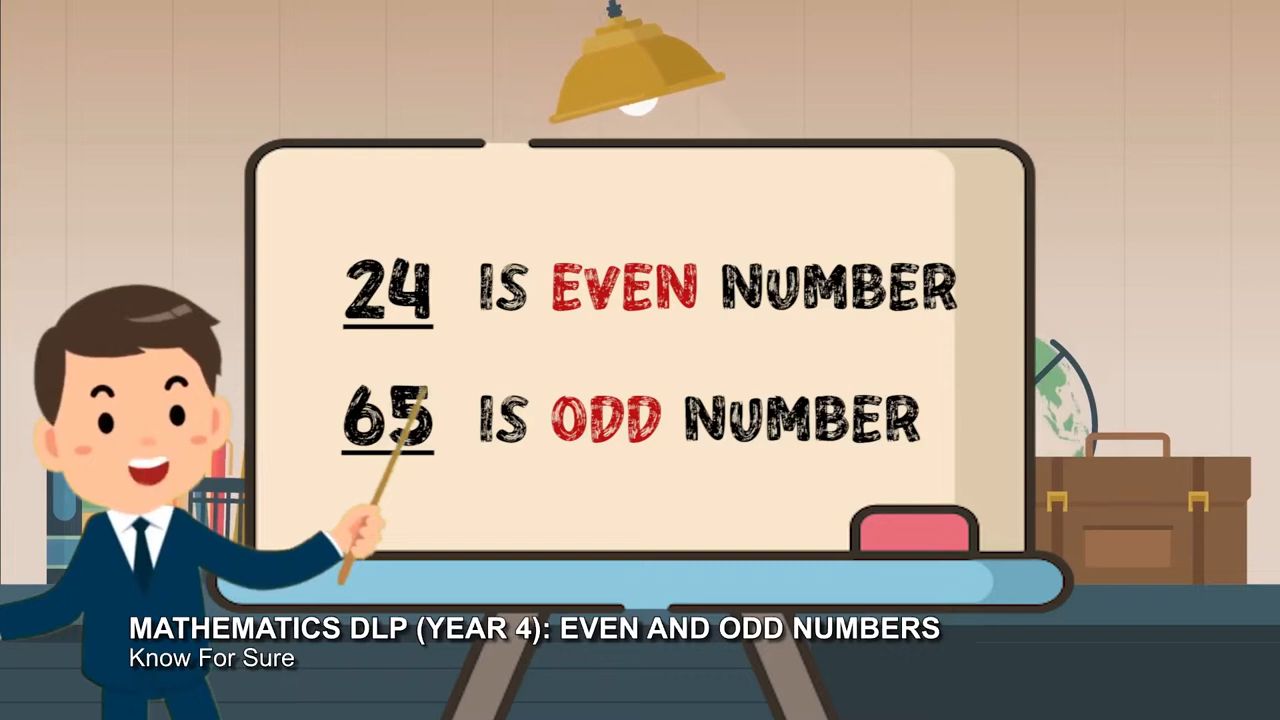 24 IS EVEN NUMBER
65 IS ODD NUMBER
MATHEMATICS DLP (YEAR 4): EVEN AND ODD NUMBERS
Know For Sure